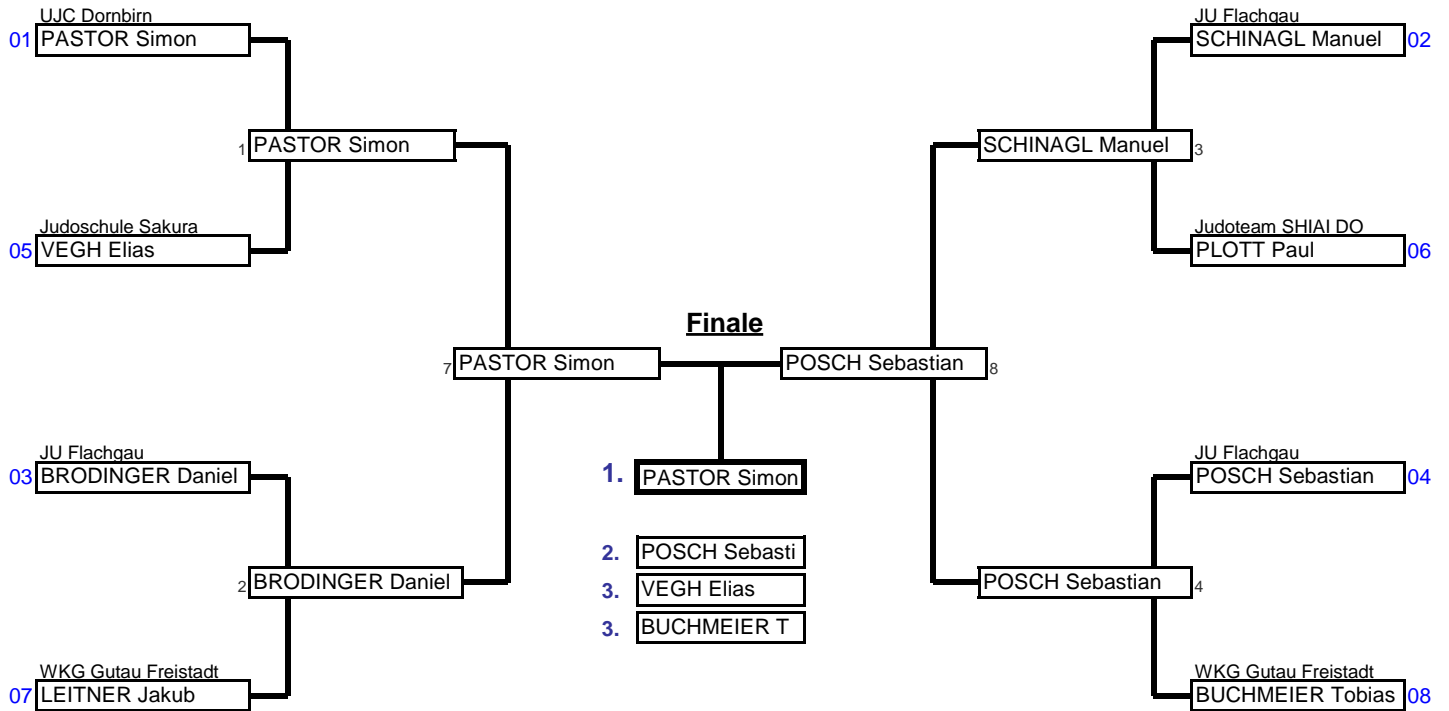 UJC Dornbirn
01 PASTOR Simon
1 PASTOR Simon
Judoschule Sakura
05 VEGH Elias
7 PASTOR Simon
JU Flachgau
03 BRODINGER Daniel
2 BRODINGER Daniel
WKG Gutau Freistadt
07 LEITNER Jakub
Finale
1. PASTOR Simon
2. POSCH Sebasti
3. VEGH Elias
3. BUCHMEIER T
JU Flachgau
SCHINAGL Manuel 02
SCHINAGL Manuel 3
Judoteam SHIAI DO
PLOTT Paul 06
POSCH Sebastian 8
JU Flachgau
POSCH Sebastian 04
POSCH Sebastian 4
WKG Gutau Freistadt
BUCHMEIER Tobias 08